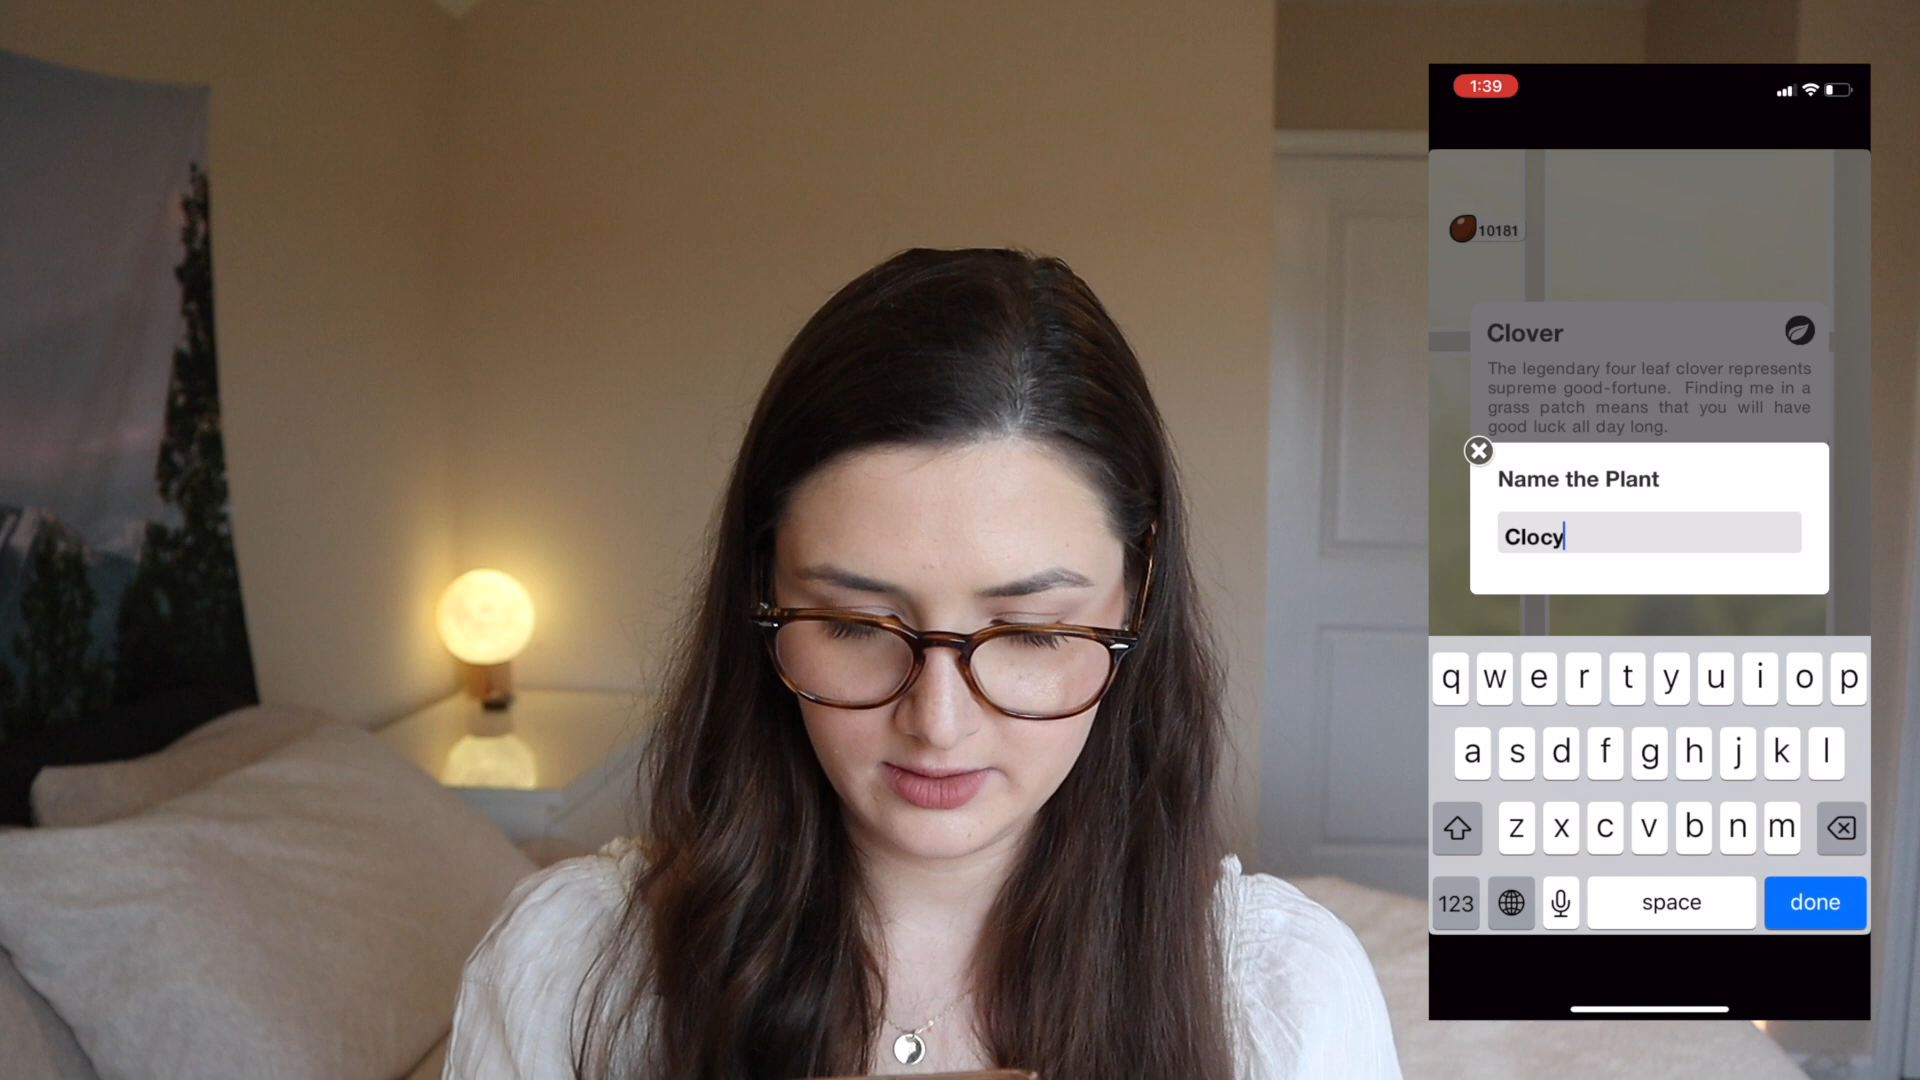 1:39
10181
Clover
The legendary four leaf clover represents
supreme good-fortune. Finding me in a
grass patch means that you will have
good luck all day long.
Name the Plant
Clocy
q w e r t y u i o p
a s d f g h j k l
z x c v b n m
123 space done